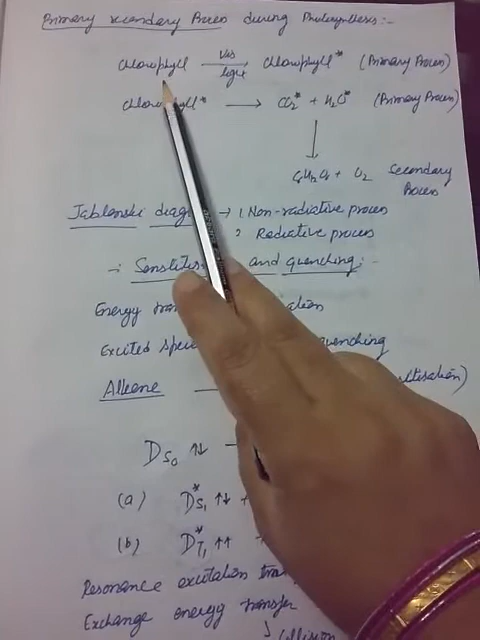 Primary secondary Process during Photosynthesis:-
Chlorophyll Vis light → Chlorophyll* (Primary Process)
Chlorophyll* → CO2* + H2O* (Primary Process)
↓
C6H12O6 + O2 Secondary
Process
Jablonski → 1. Non-radiative process
2 Radiative process
:- and quenching:-
Energy
Excited quenching
Alkene
DS0 ↑↓
(a) D*S1 ↑↓ +
(b) D*T1 ↑↑ +
Resonance excitation
Exchange energy transfer
↓ Collision